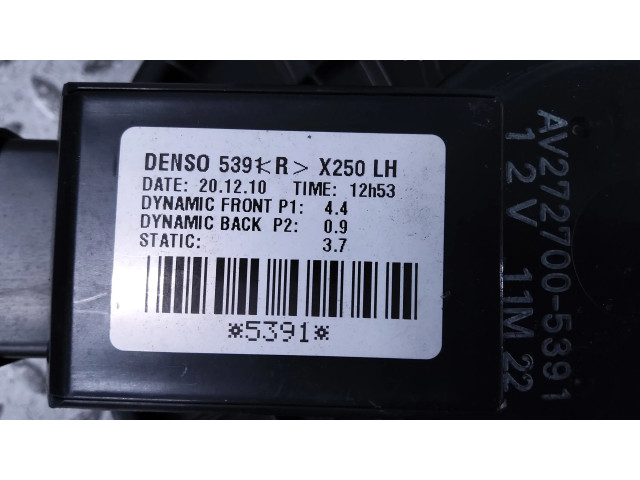 DENSO 5391<R> X250 LH
DATE: 20.12.10 TIME: 12h53
DYNAMIC FRONT P1: 4.4
DYNAMIC BACK P2: 0.9
STATIC: 3.7
*5391*
AV272700-5391
12V 11M 22